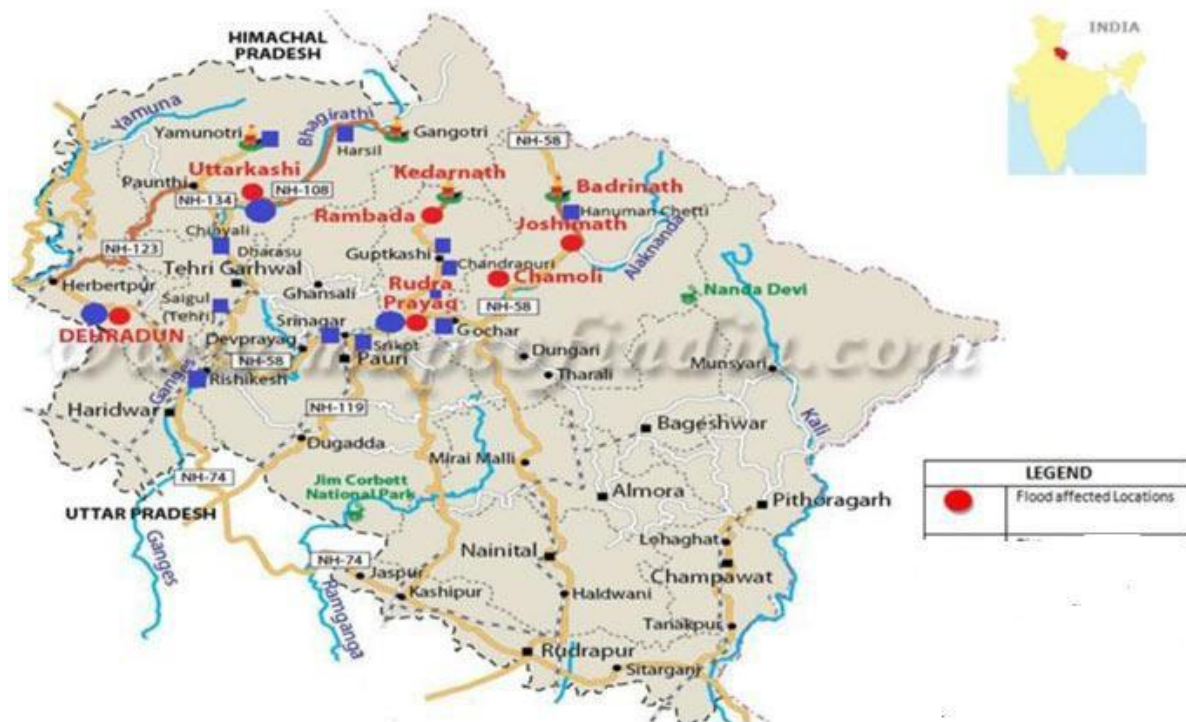 HIMACHAL
PRADESH
INDIA
Yamuna
Bhagirathi
Yamunotri
Harsil
Gangotri
NH-58
Uttarkashi
Kedarnath
Badrinath
Paunthi
NH-134
NH-108
Rambada
Hanuman Chetti
Joshimath
Chinyali
Dharasu
Guptkashi
Chandrapuri
Alaknanda
NH-123
Tehri Garhwal
Herbertpur
Ghansali
Rudra
Prayag
Chamoli
Nanda Devi
Saigul
(Tehri)
NH-58
DEHRADUN
Srinagar
Gochar
Devprayag
Srikot
NH-58
Pauri
Dungari
Tharali
Munsyari
mapsofindia.com
Ganges
Rishikesh
Haridwar
NH-119
Dugadda
Bageshwar
Kali
Mirai Malli
NH-74
Jim Corbett
National Park
Almora
Pithoragarh
LEGEND
Flood affected Locations
UTTAR PRADESH
Ganges
Nainital
Lohaghat
Champawat
NH-74
Jaspur
Kashipur
Ramganga
Haldwani
Tanakpur
Rudrapur
Sitarganj